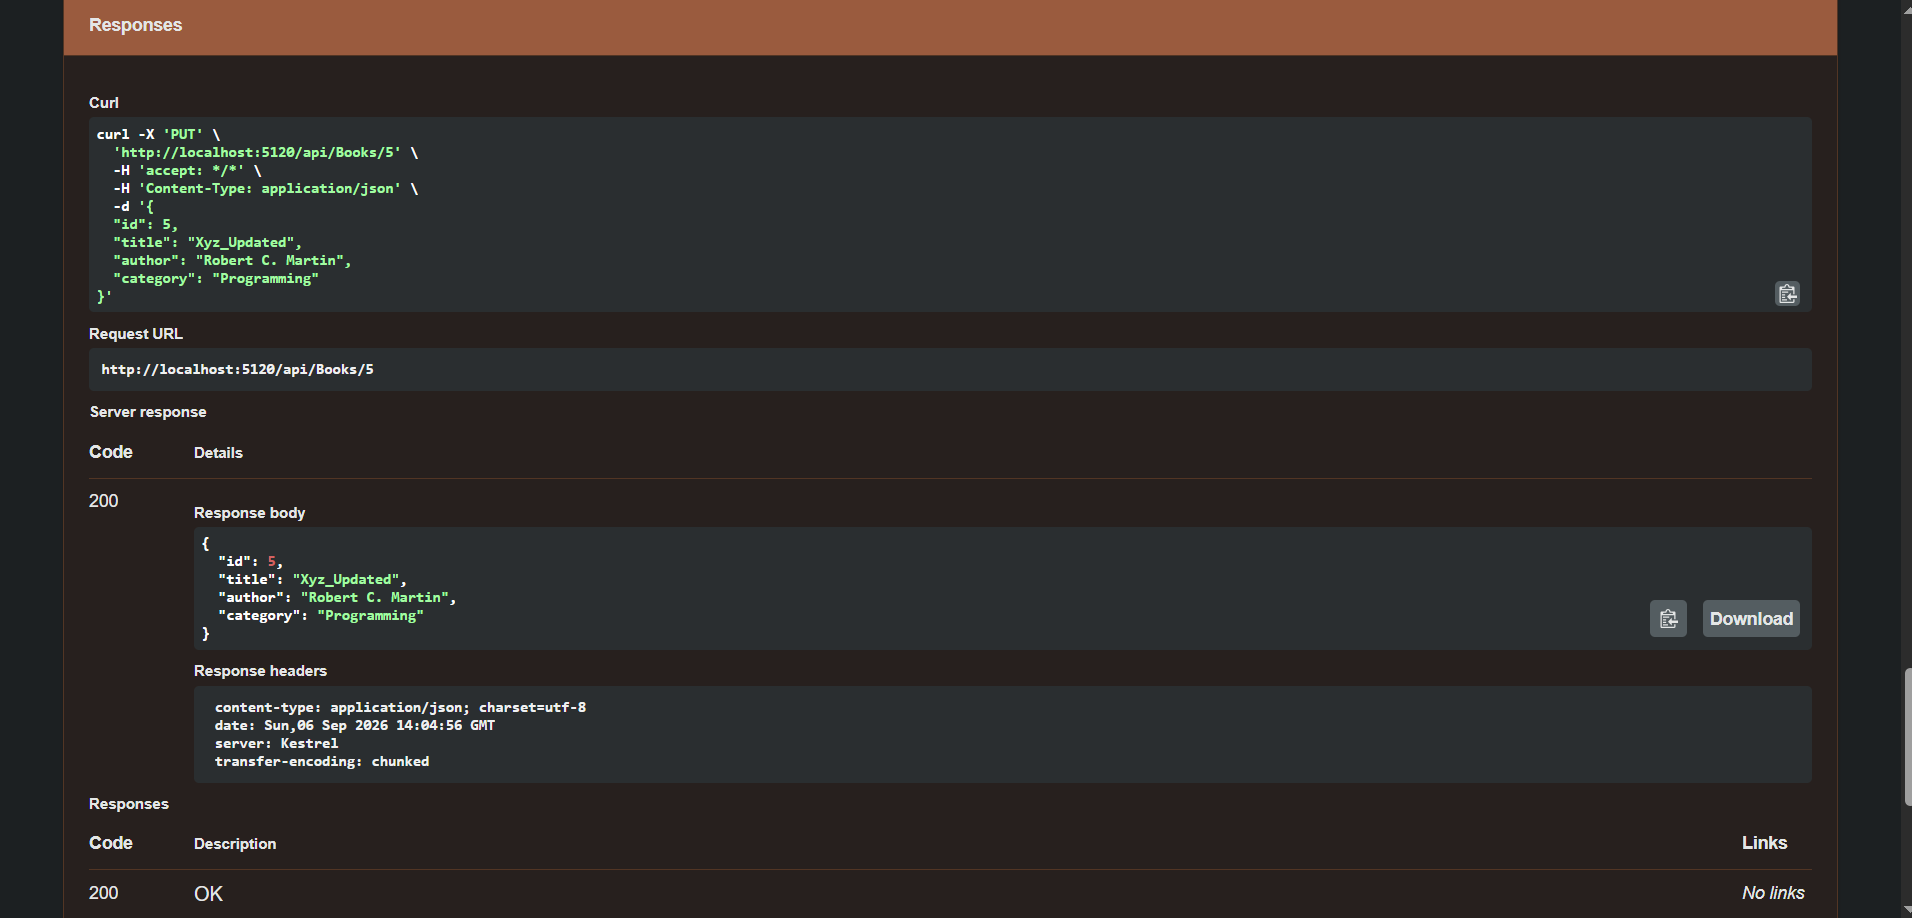 Responses
Curl
curl -X 'PUT' \
  'http://localhost:5120/api/Books/5' \
  -H 'accept: */*' \
  -H 'Content-Type: application/json' \
  -d '{
  "id": 5,
  "title": "Xyz_Updated",
  "author": "Robert C. Martin",
  "category": "Programming"
}'
Request URL
http://localhost:5120/api/Books/5
Server response
Code Details
200
Response body
{
  "id": 5,
  "title": "Xyz_Updated",
  "author": "Robert C. Martin",
  "category": "Programming"
}
Download
Response headers
content-type: application/json; charset=utf-8
date: Sun,06 Sep 2026 14:04:56 GMT
server: Kestrel
transfer-encoding: chunked
Responses
Code Description Links
200 OK No links